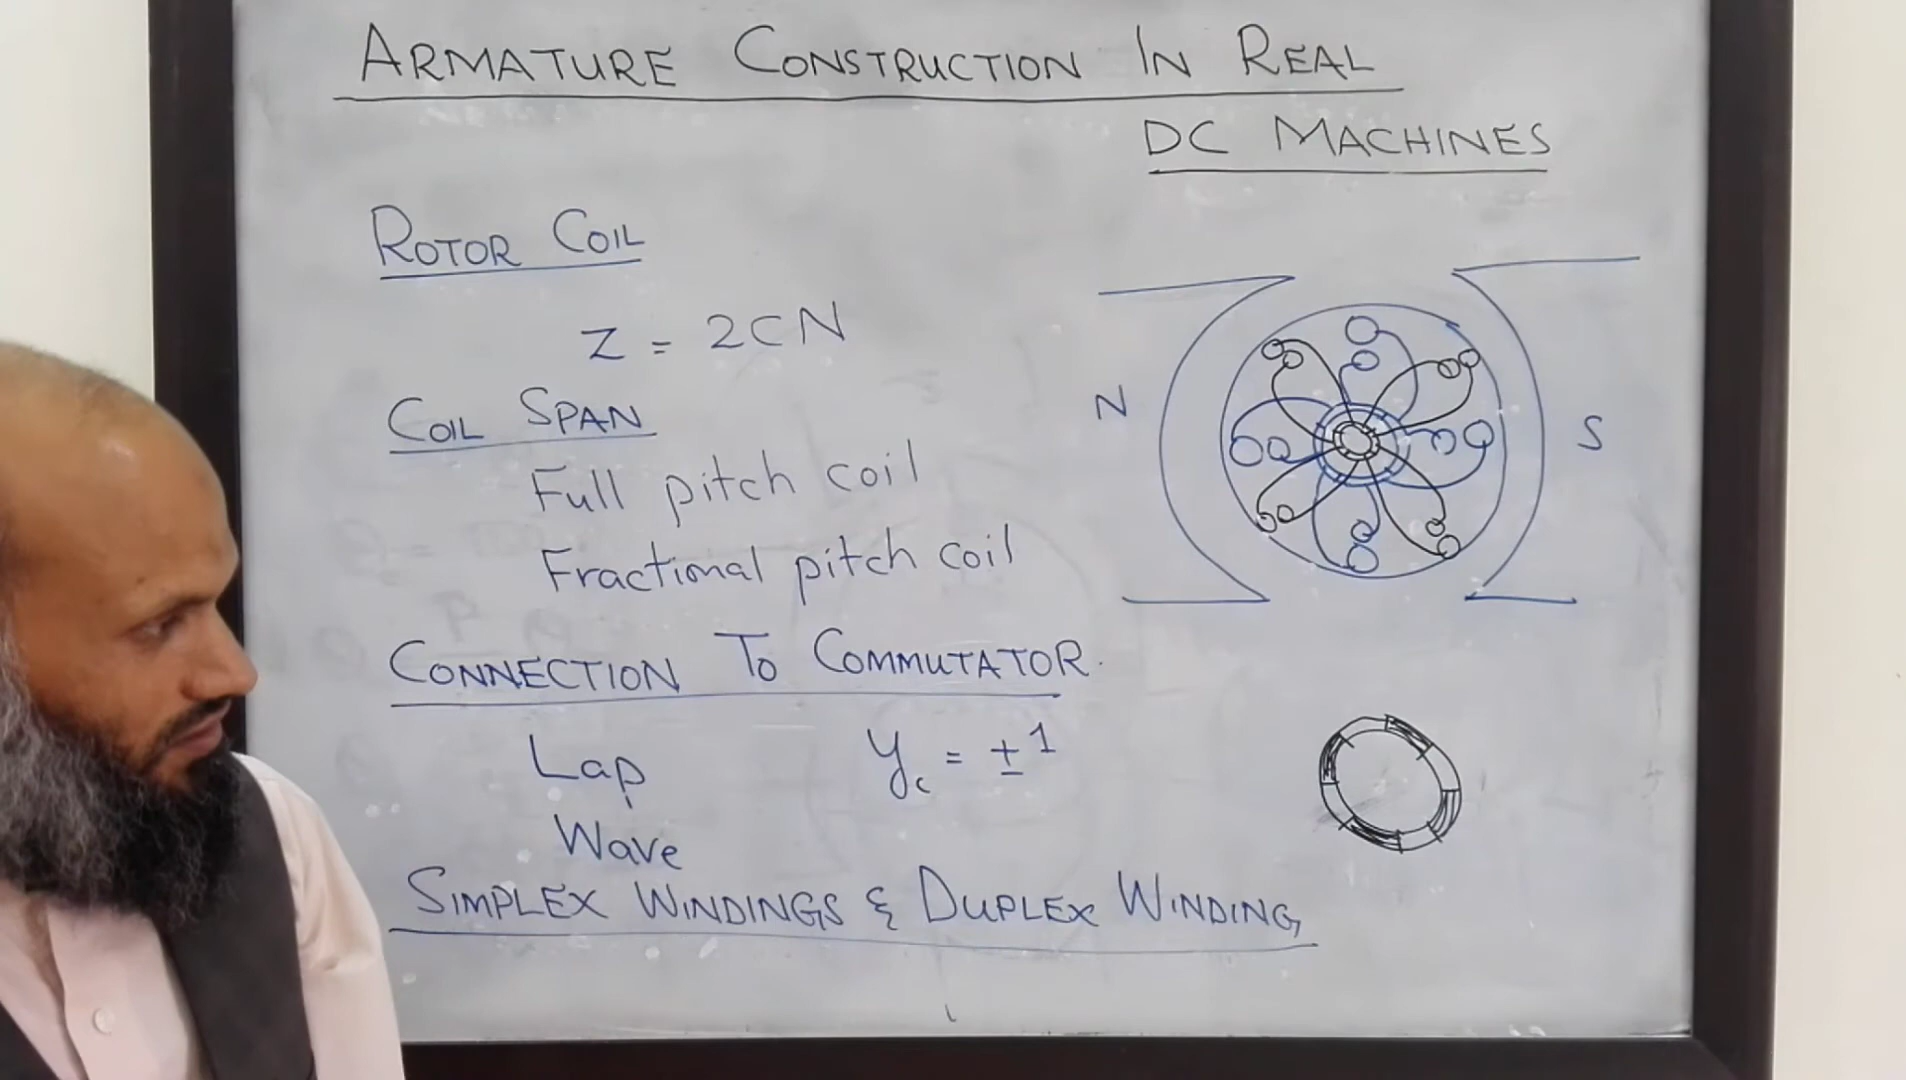 ARMATURE CONSTRUCTION IN REAL
DC MACHINES
ROTOR COIL
Z = 2CN
COIL SPAN
Full pitch coil
Fractional pitch coil
N
S
CONNECTION TO COMMUTATOR.
Lap
y_c = ±1
Wave
SIMPLEX WINDINGS & DUPLEX WINDING